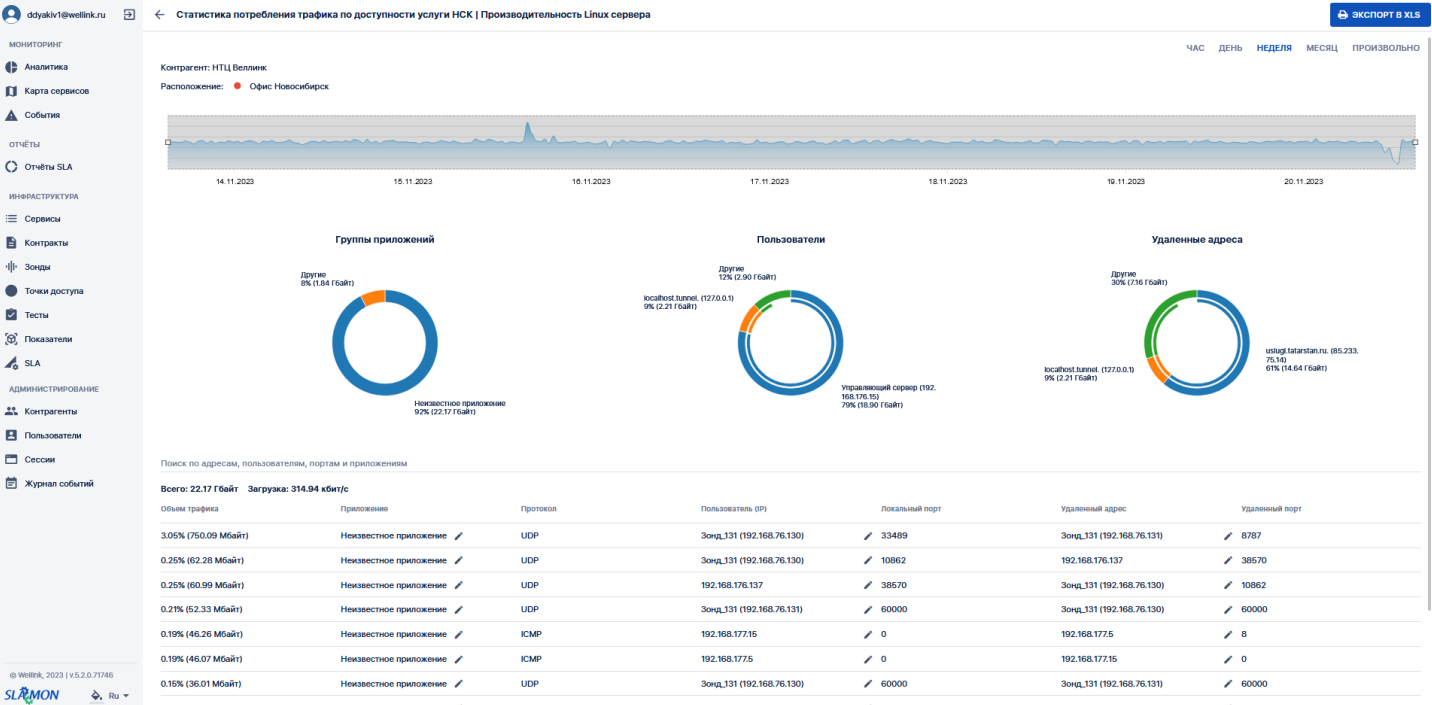 ddyakiv1@wellink.ru
Статистика потребления трафика по доступности услуги НСК | Производительность Linux сервера
ЭКСПОРТ В XLS
МОНИТОРИНГ
Аналитика
Карта сервисов
События
ОТЧЁТЫ
Отчёты SLA
ИНФРАСТРУКТУРА
Сервисы
Контракты
Зонды
Точки доступа
Тесты
Показатели
SLA
АДМИНИСТРИРОВАНИЕ
Контрагенты
Пользователи
Сессии
Журнал событий
© Wellink, 2023 | v.5.2.0.71746
SLAMON
Ru
ЧАС ДЕНЬ НЕДЕЛЯ МЕСЯЦ ПРОИЗВОЛЬНО
Контрагент: НТЦ Веллинк
Расположение: Офис Новосибирск
14.11.2023 15.11.2023 16.11.2023 17.11.2023 18.11.2023 19.11.2023 20.11.2023
Группы приложений
Другие
8% (1.84 Гбайт)
Неизвестное приложение
92% (22.17 Гбайт)
Пользователи
Другие
12% (2.90 Гбайт)
localhost.tunnel. (127.0.0.1)
9% (2.21 Гбайт)
Управляющий сервер (192.
168.176.15)
79% (18.90 Гбайт)
Удаленные адреса
Другие
30% (7.16 Гбайт)
localhost.tunnel. (127.0.0.1)
9% (2.21 Гбайт)
uslugi.tatarstan.ru. (85.233.
75.14)
61% (14.64 Гбайт)
Поиск по адресам, пользователям, портам и приложениям
Всего: 22.17 Гбайт Загрузка: 314.94 кбит/с
Объем трафика Приложение Протокол Пользователь (IP) Локальный порт Удаленный адрес Удаленный порт
3.05% (750.09 Мбайт) Неизвестное приложение UDP Зонд_131 (192.168.76.130) 33489 Зонд_131 (192.168.76.131) 8787
0.25% (62.28 Мбайт) Неизвестное приложение UDP Зонд_131 (192.168.76.130) 10862 192.168.176.137 38570
0.25% (60.99 Мбайт) Неизвестное приложение UDP 192.168.176.137 38570 Зонд_131 (192.168.76.130) 10862
0.21% (52.33 Мбайт) Неизвестное приложение UDP Зонд_131 (192.168.76.131) 60000 Зонд_131 (192.168.76.130) 60000
0.19% (46.26 Мбайт) Неизвестное приложение ICMP 192.168.177.15 0 192.168.177.5 8
0.19% (46.07 Мбайт) Неизвестное приложение ICMP 192.168.177.5 0 192.168.177.15 0
0.15% (36.01 Мбайт) Неизвестное приложение UDP Зонд_131 (192.168.76.130) 60000 Зонд_131 (192.168.76.131) 60000